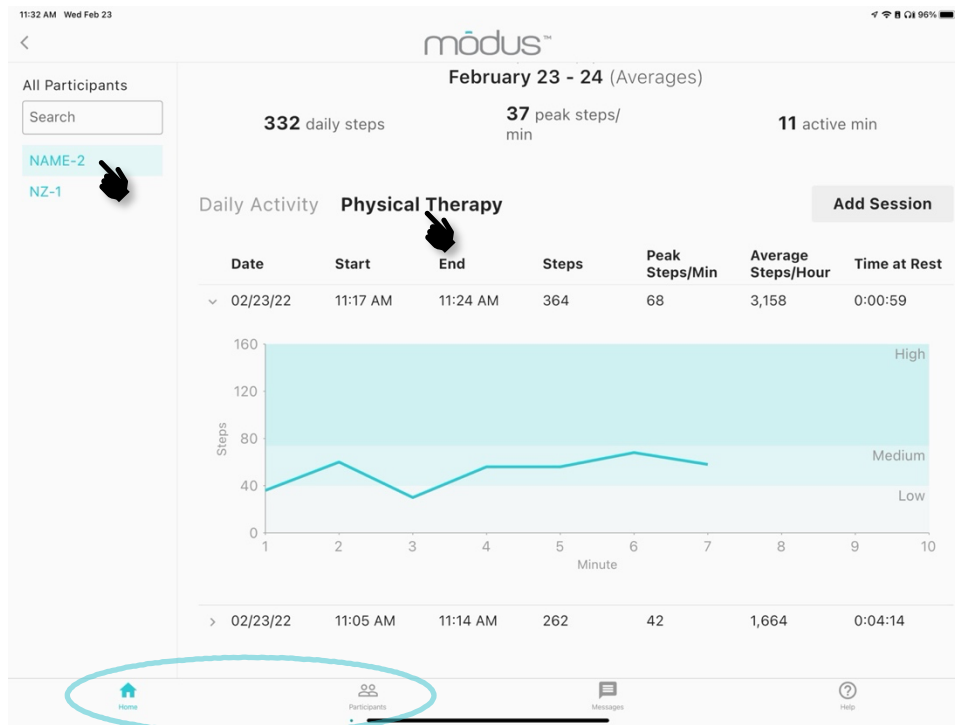 11:32 AM Wed Feb 23
96%
mōdus™
All Participants
Search
NAME-2
NZ-1
February 23 - 24 (Averages)
332 daily steps
37 peak steps/
min
11 active min
Daily Activity Physical Therapy
Add Session
Date Start End Steps Peak Steps/Min Average Steps/Hour Time at Rest
02/23/22 11:17 AM 11:24 AM 364 68 3,158 0:00:59
160
120
80
40
0
Steps
High
Medium
Low
1 2 3 4 5 6 7 8 9 10
Minute
02/23/22 11:05 AM 11:14 AM 262 42 1,664 0:04:14
Home Participants Messages Help